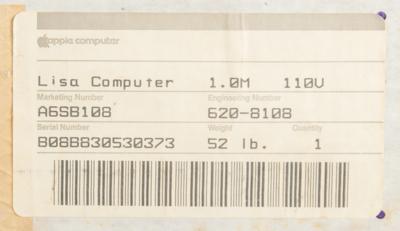 apple computer
Lisa Computer 1.0M 110V
Marketing Number Engineering Number
A6SB108 620-8108
Serial Number Weight Quantity
B08B830530373 52 lb. 1